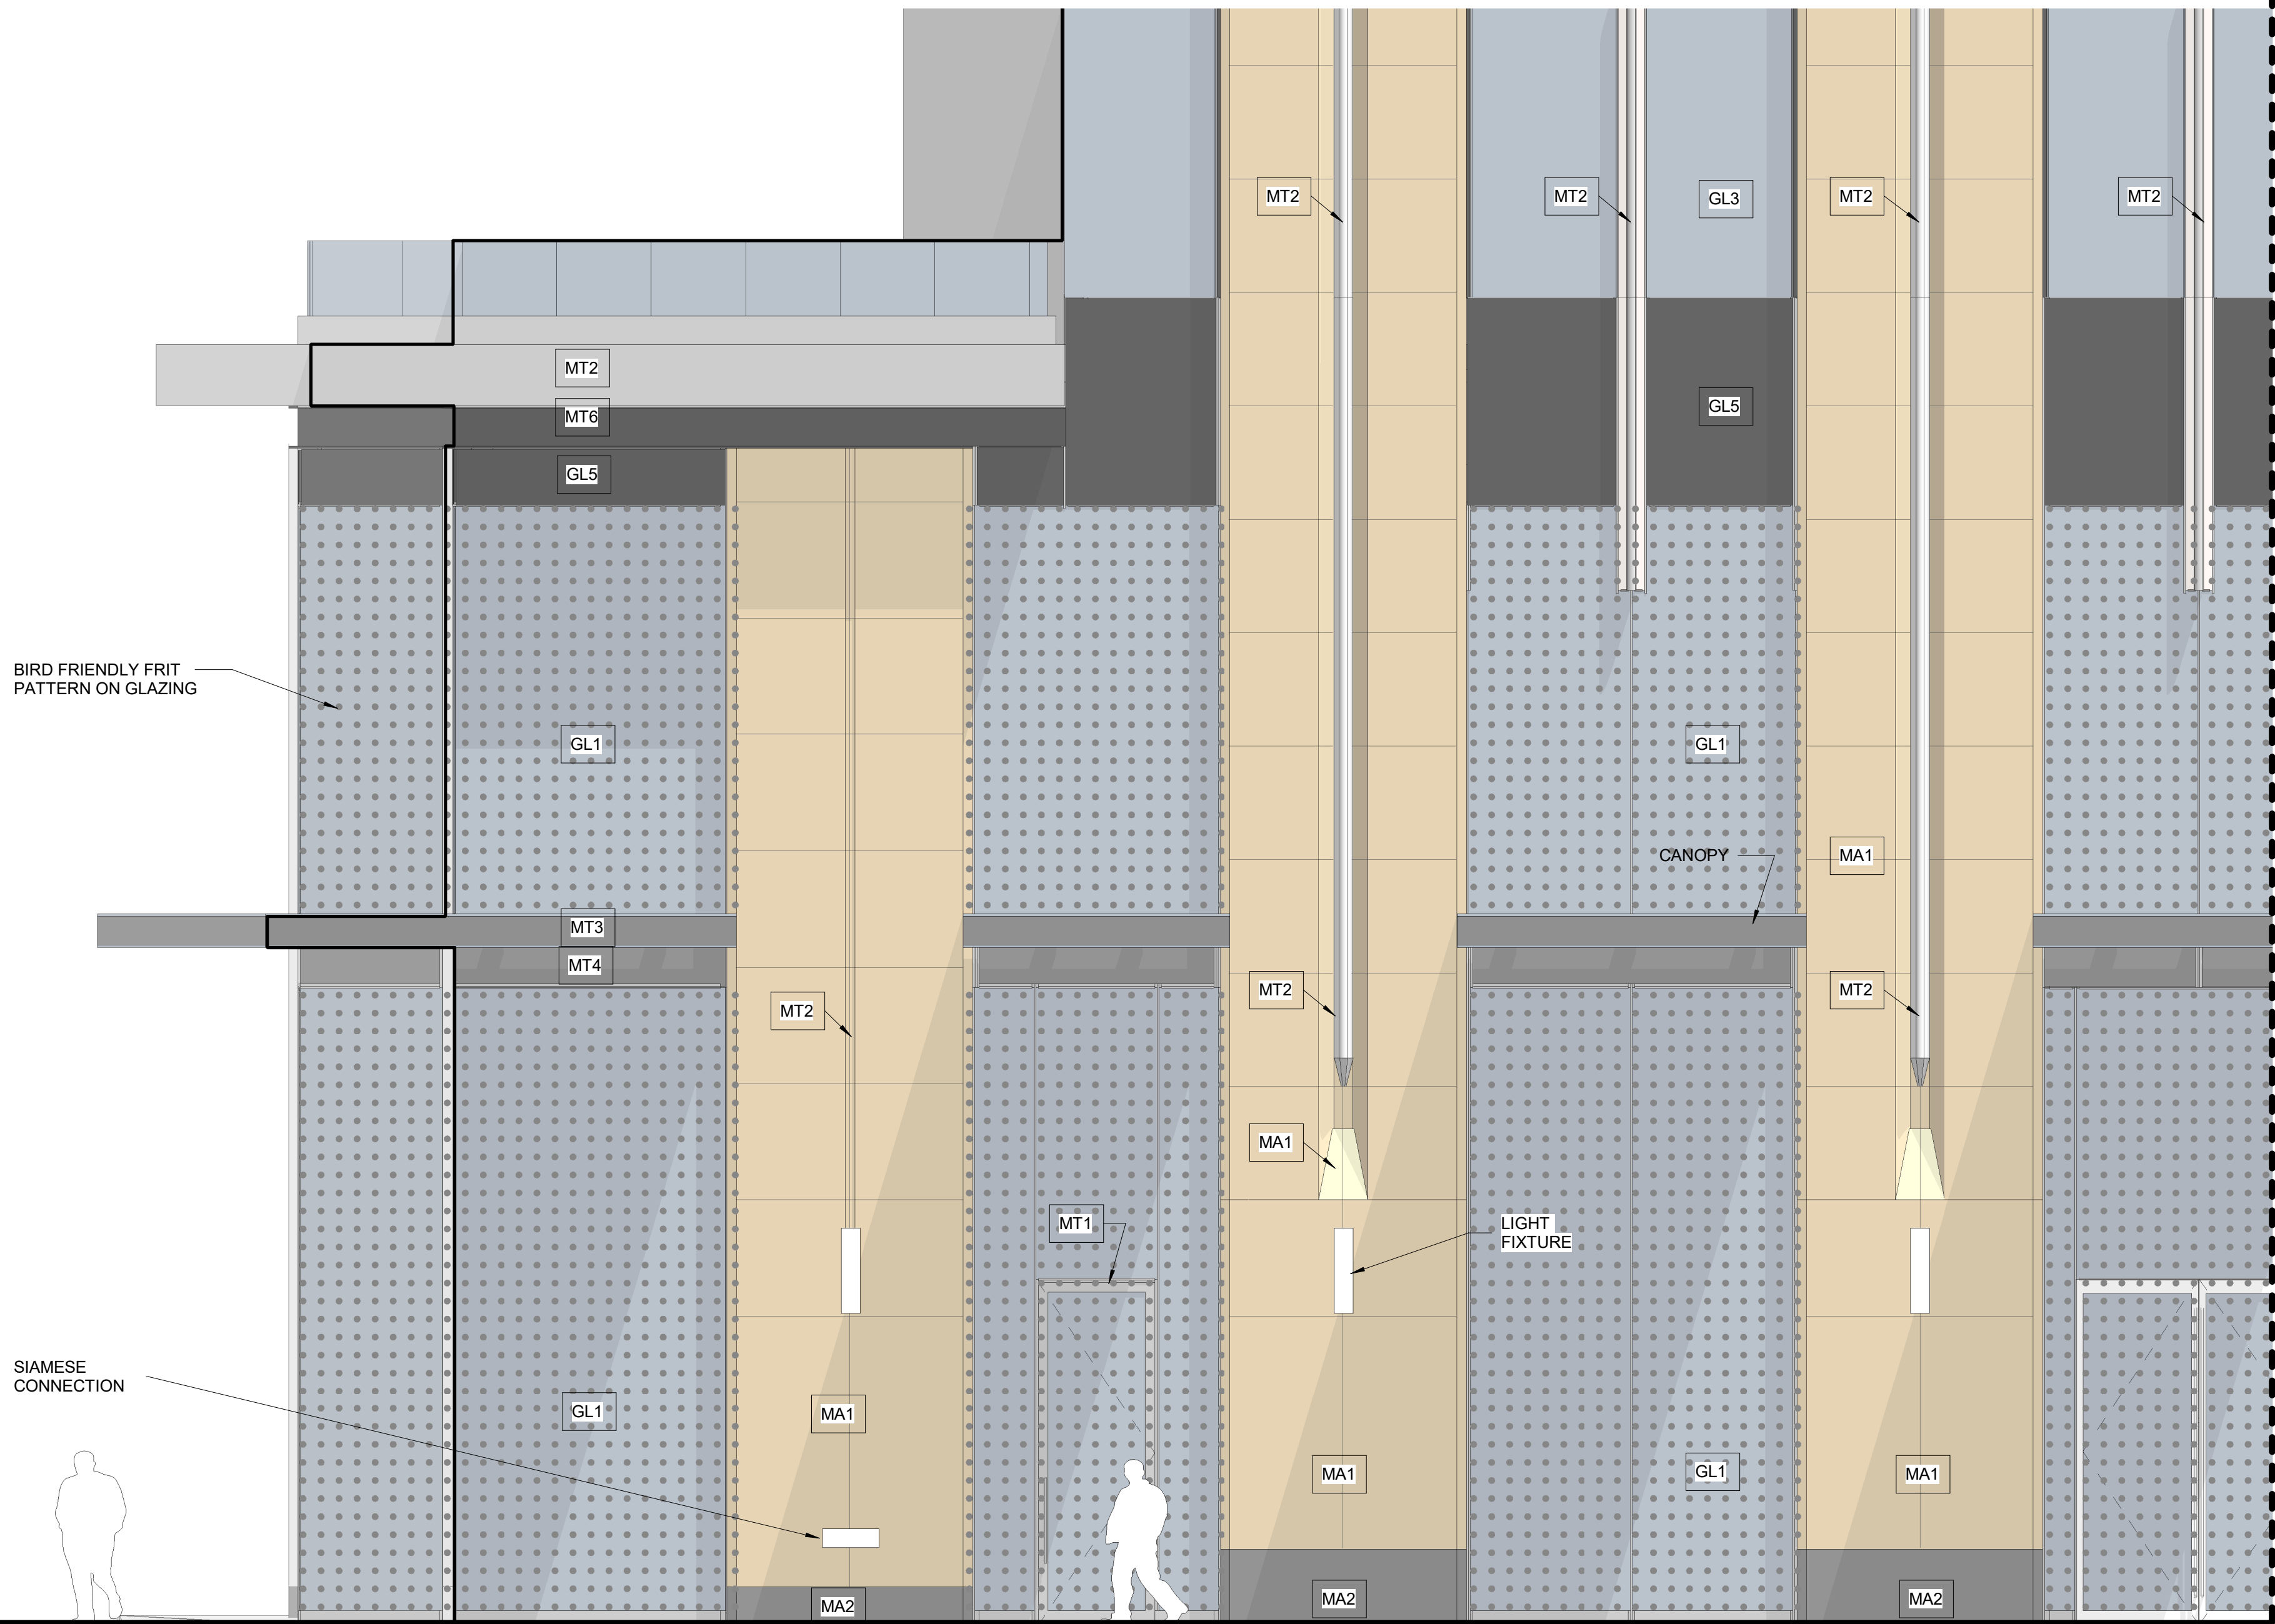 MT2
MT2
GL3
MT2
MT2
MT2
MT6
GL5
GL5
BIRD FRIENDLY FRIT
PATTERN ON GLAZING
GL1
GL1
CANOPY
MA1
MT3
MT4
MT2
MT2
MT2
MA1
MT1
LIGHT
FIXTURE
SIAMESE
CONNECTION
GL1
MA1
MA1
GL1
MA1
MA2
MA2
MA2